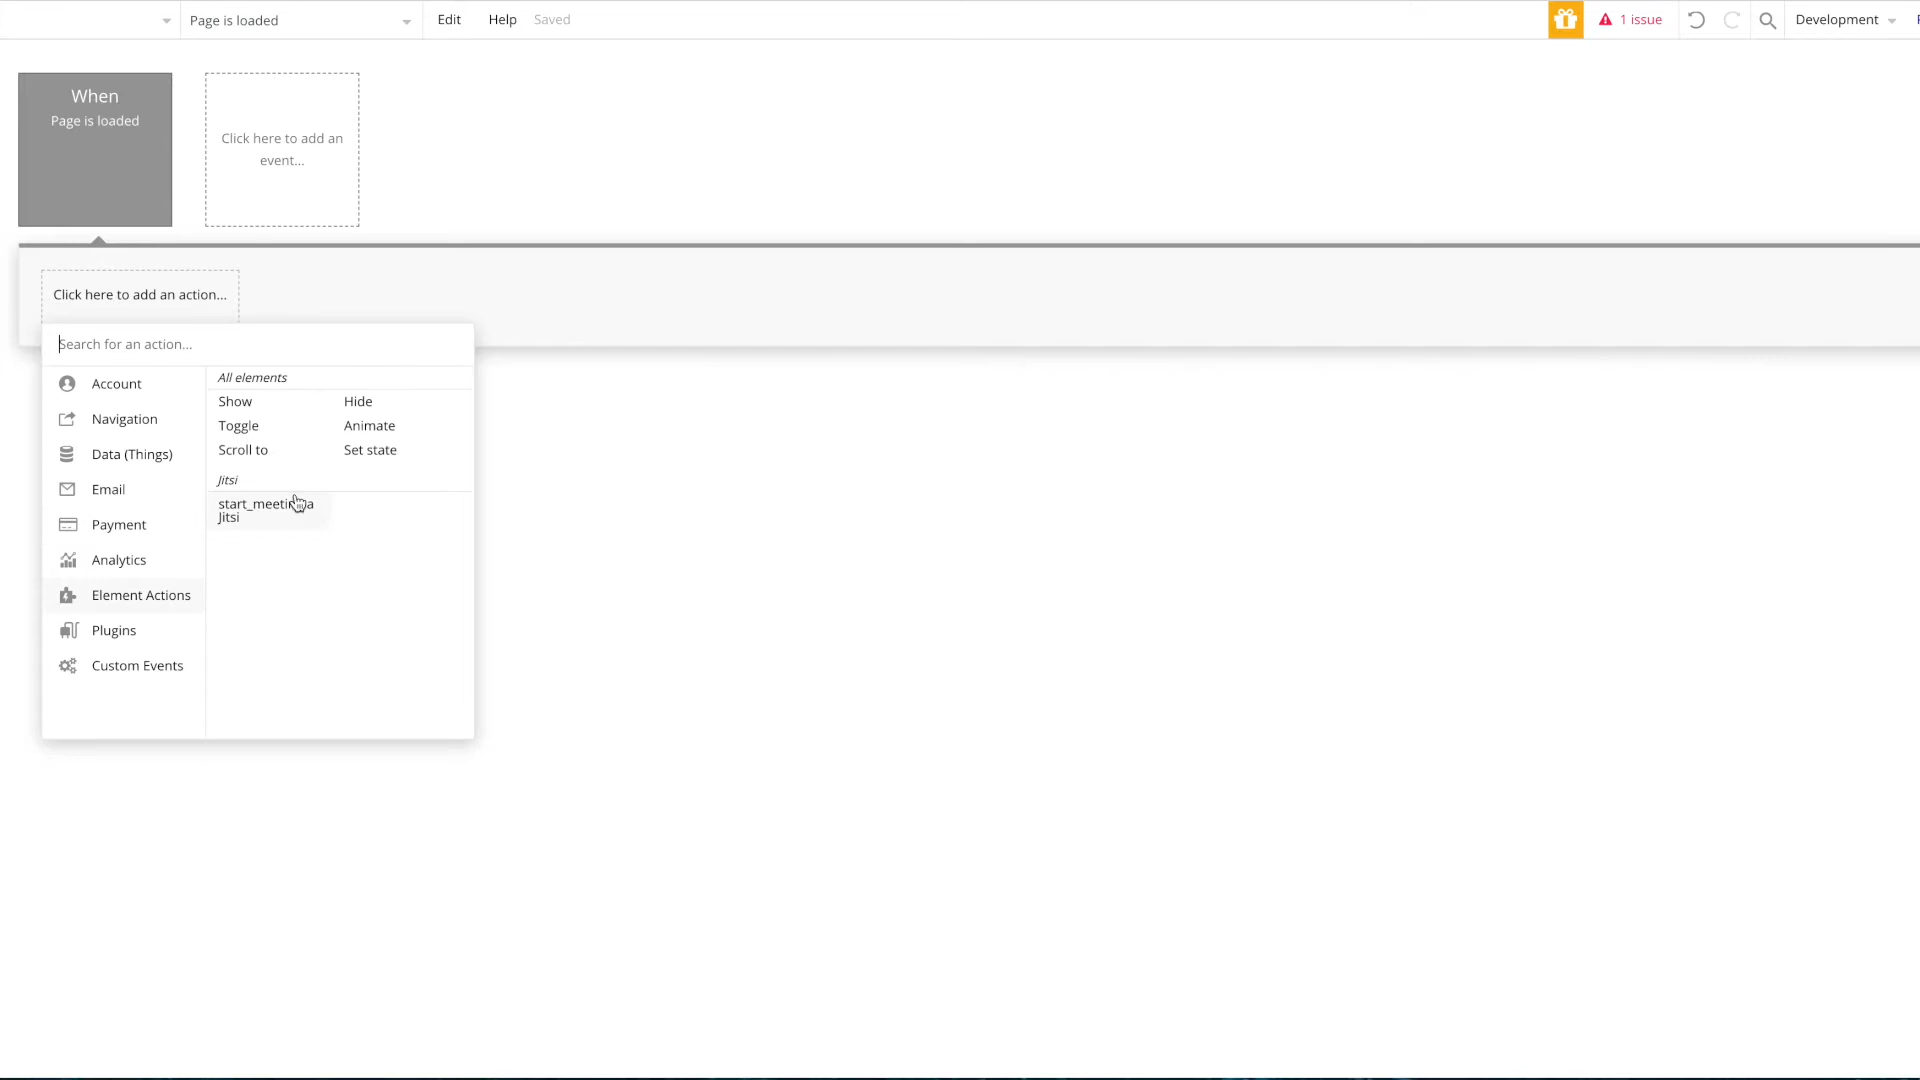 Page is loaded
Edit
Help
Saved
1 issue
Development
When
Page is loaded
Click here to add an
event...
Click here to add an action...
Search for an action...
Account
Navigation
Data (Things)
Email
Payment
Analytics
Element Actions
Plugins
Custom Events
All elements
Show
Hide
Toggle
Animate
Scroll to
Set state
Jitsi
Jitsi